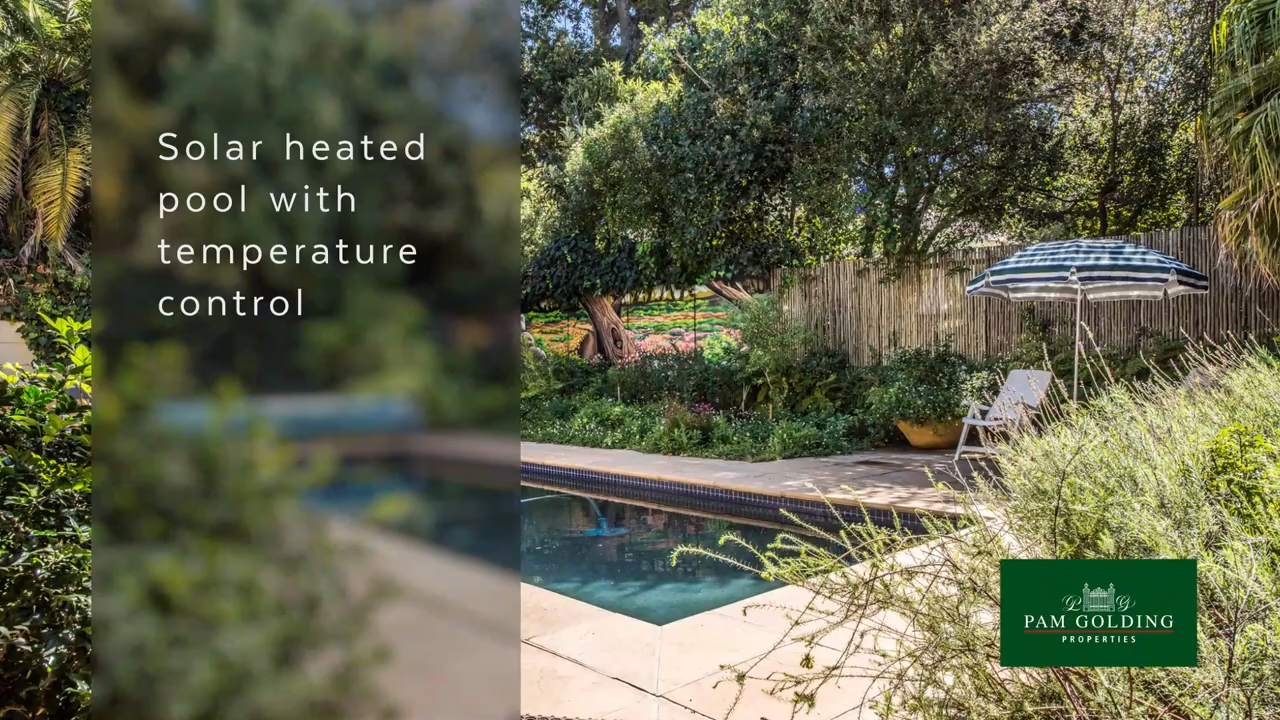 Solar heated
pool with
temperature
control
P G
PAM GOLDING
PROPERTIES